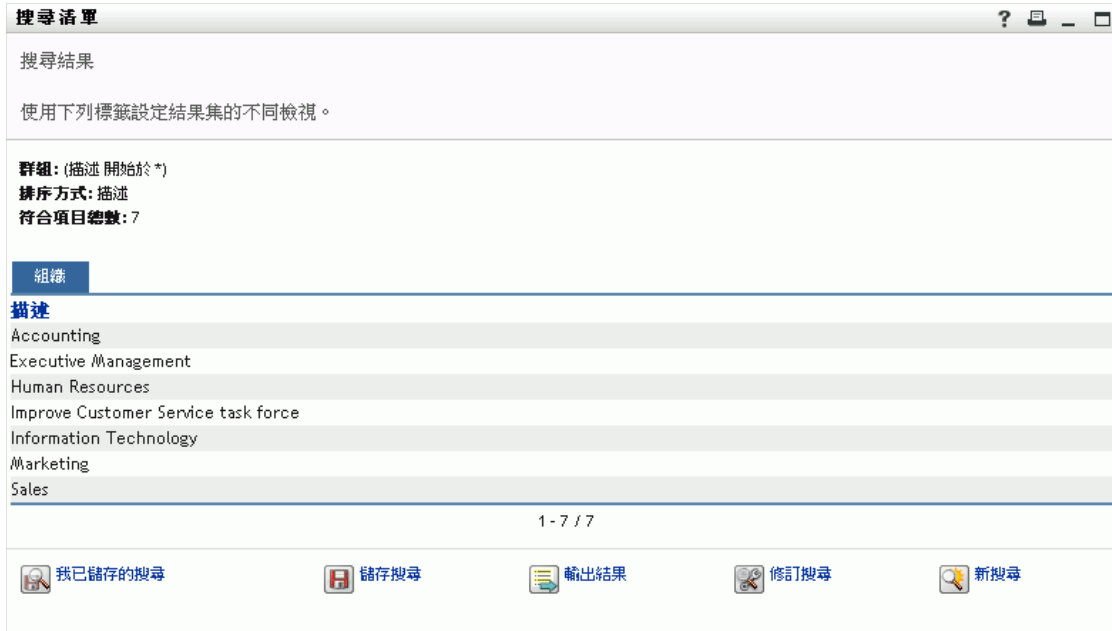 搜尋清單
?
搜尋結果
使用下列標籤設定結果集的不同檢視。
群組: (描述 開始於 *)
排序方式: 描述
符合項目總數: 7
組織
描述
Accounting
Executive Management
Human Resources
Improve Customer Service task force
Information Technology
Marketing
Sales
1 - 7 / 7
我已儲存的搜尋 儲存搜尋 輸出結果 修訂搜尋 新搜尋